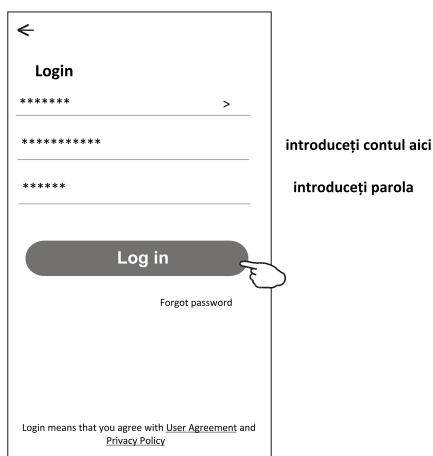 Login
******* >
***********
introduceți contul aici
******
introduceți parola
Log in
Forgot password
Login means that you agree with User Agreement and
Privacy Policy